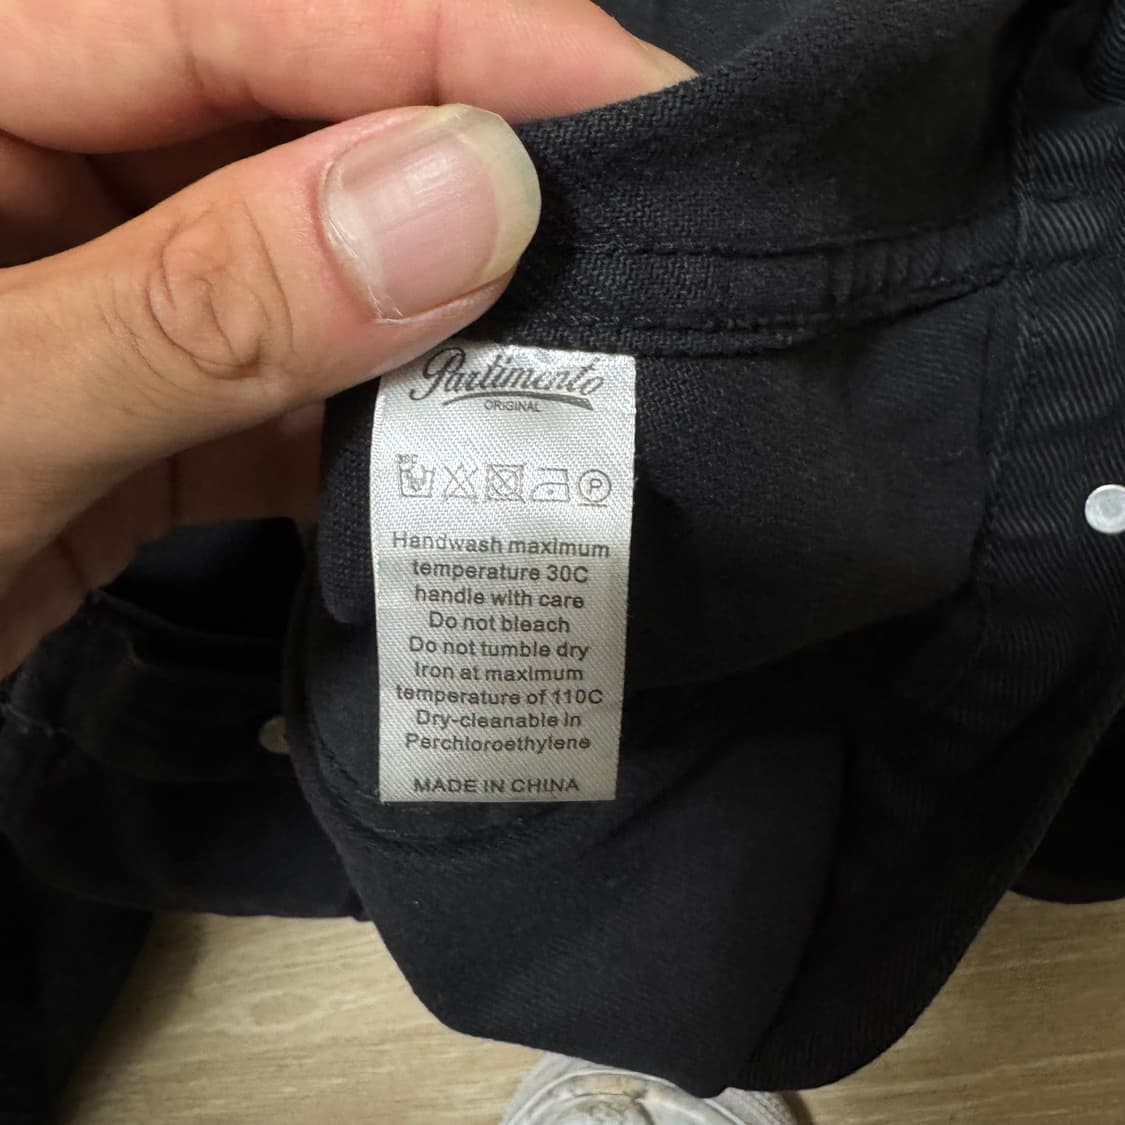 Partimento
ORIGINAL
30C
P
Handwash maximum
temperature 30C
handle with care
Do not bleach
Do not tumble dry
Iron at maximum
temperature of 110C
Dry-cleanable in
Perchloroethylene
MADE IN CHINA